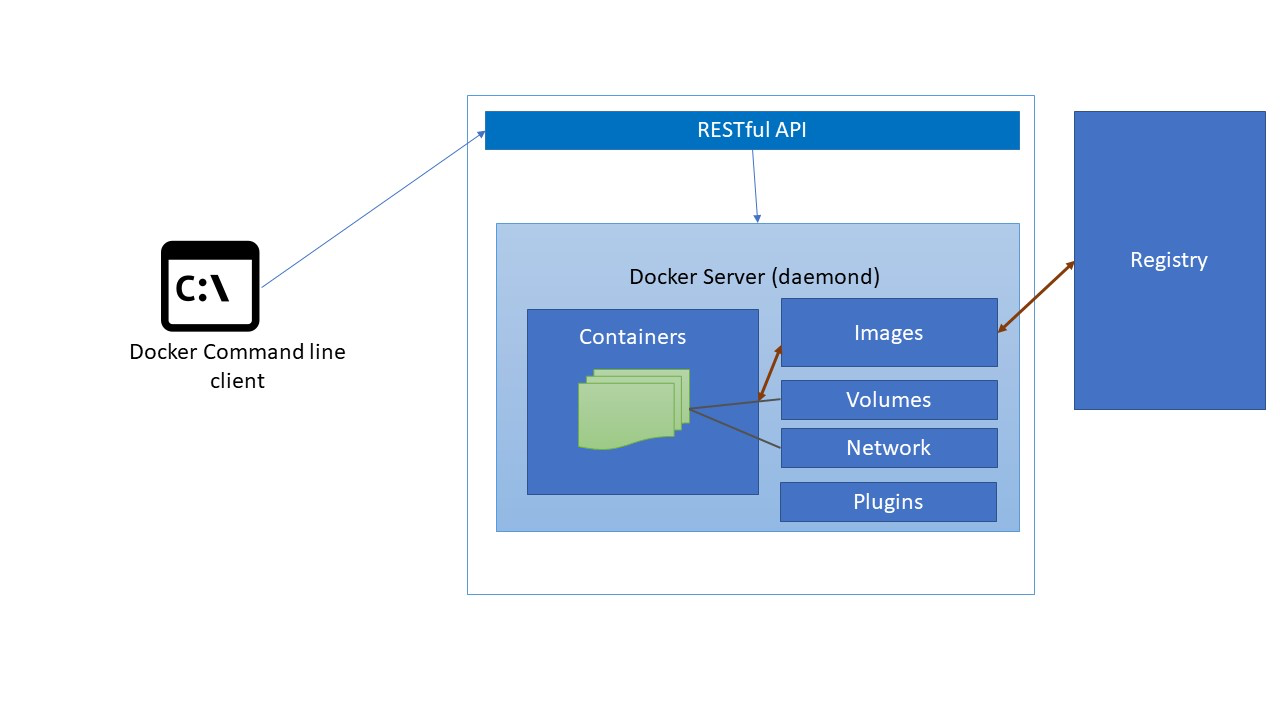 RESTful API
Registry
Docker Server (daemond)
C:\
Docker Command line
client
Containers
Images
Volumes
Network
Plugins